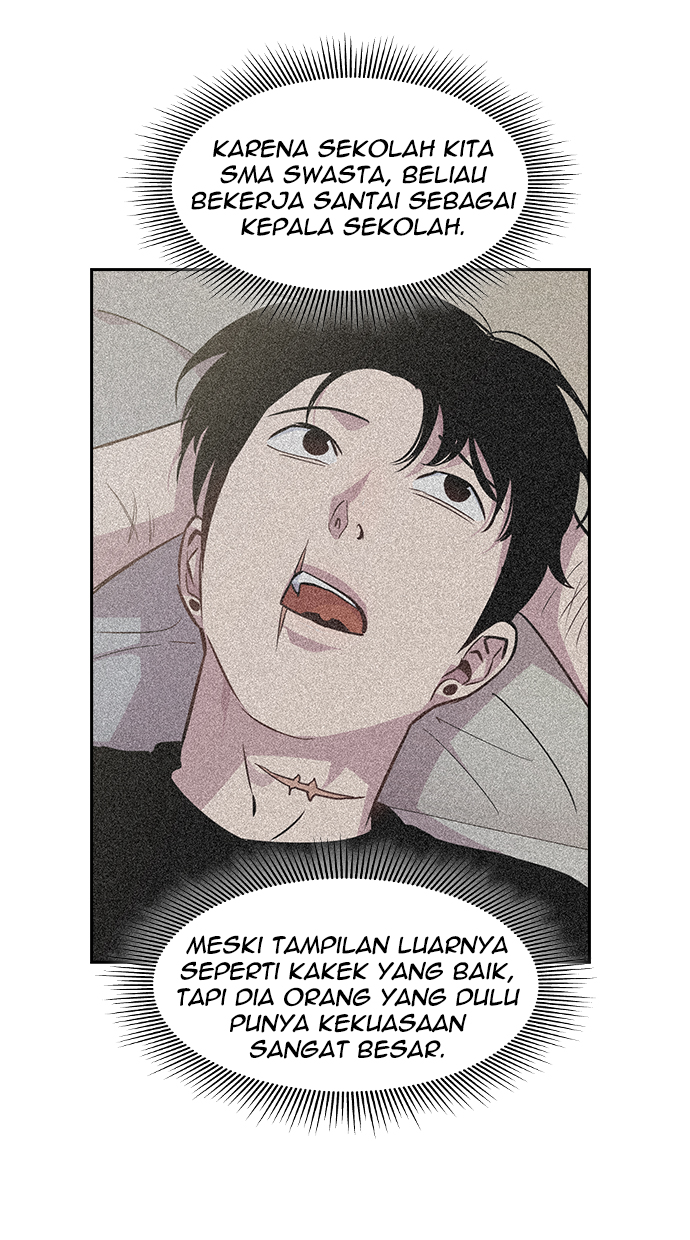 KARENA SEKOLAH KITA
SMA SWASTA, BELIAU
BEKERJA SANTAI SEBAGAI
KEPALA SEKOLAH.
MESKI TAMPILAN LUARNYA
SEPERTI KAKEK YANG BAIK,
TAPI DIA ORANG YANG DULU
PUNYA KEKUASAAN
SANGAT BESAR.